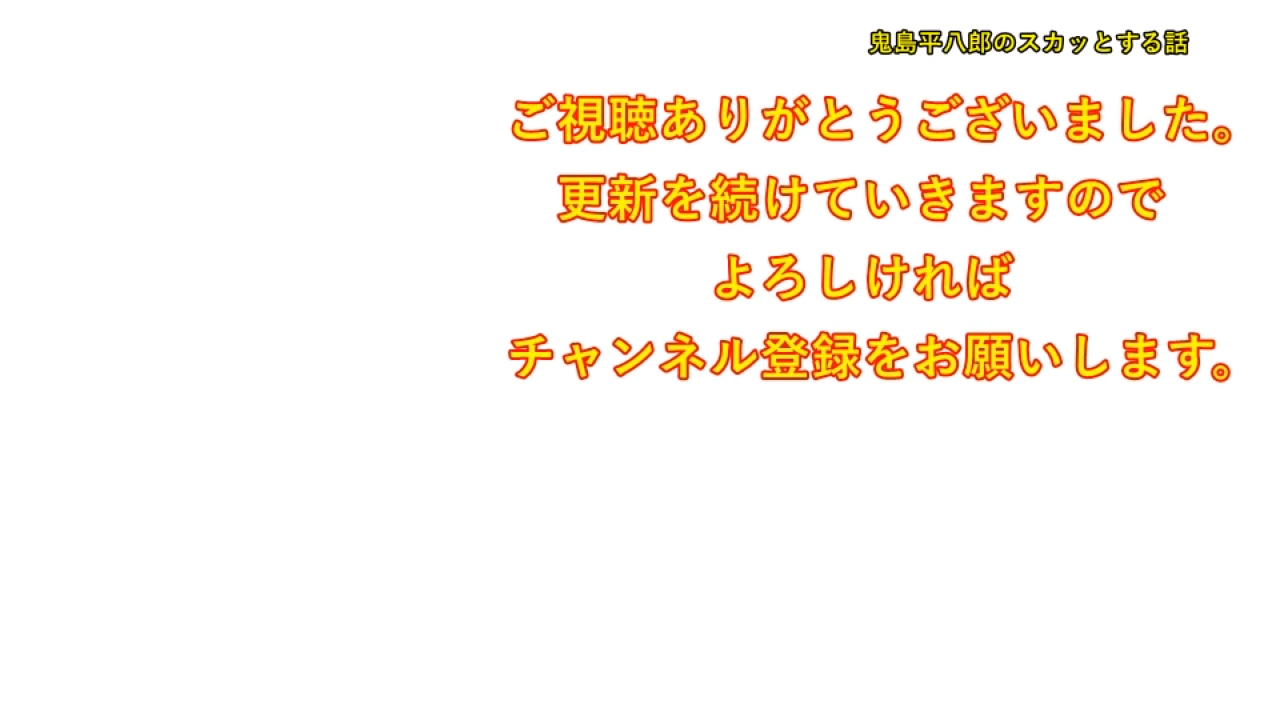 鬼島平八郎のスカッとする話
ご視聴ありがとうございました。
更新を続けていきますので
よろしければ
チャンネル登録をお願いします。